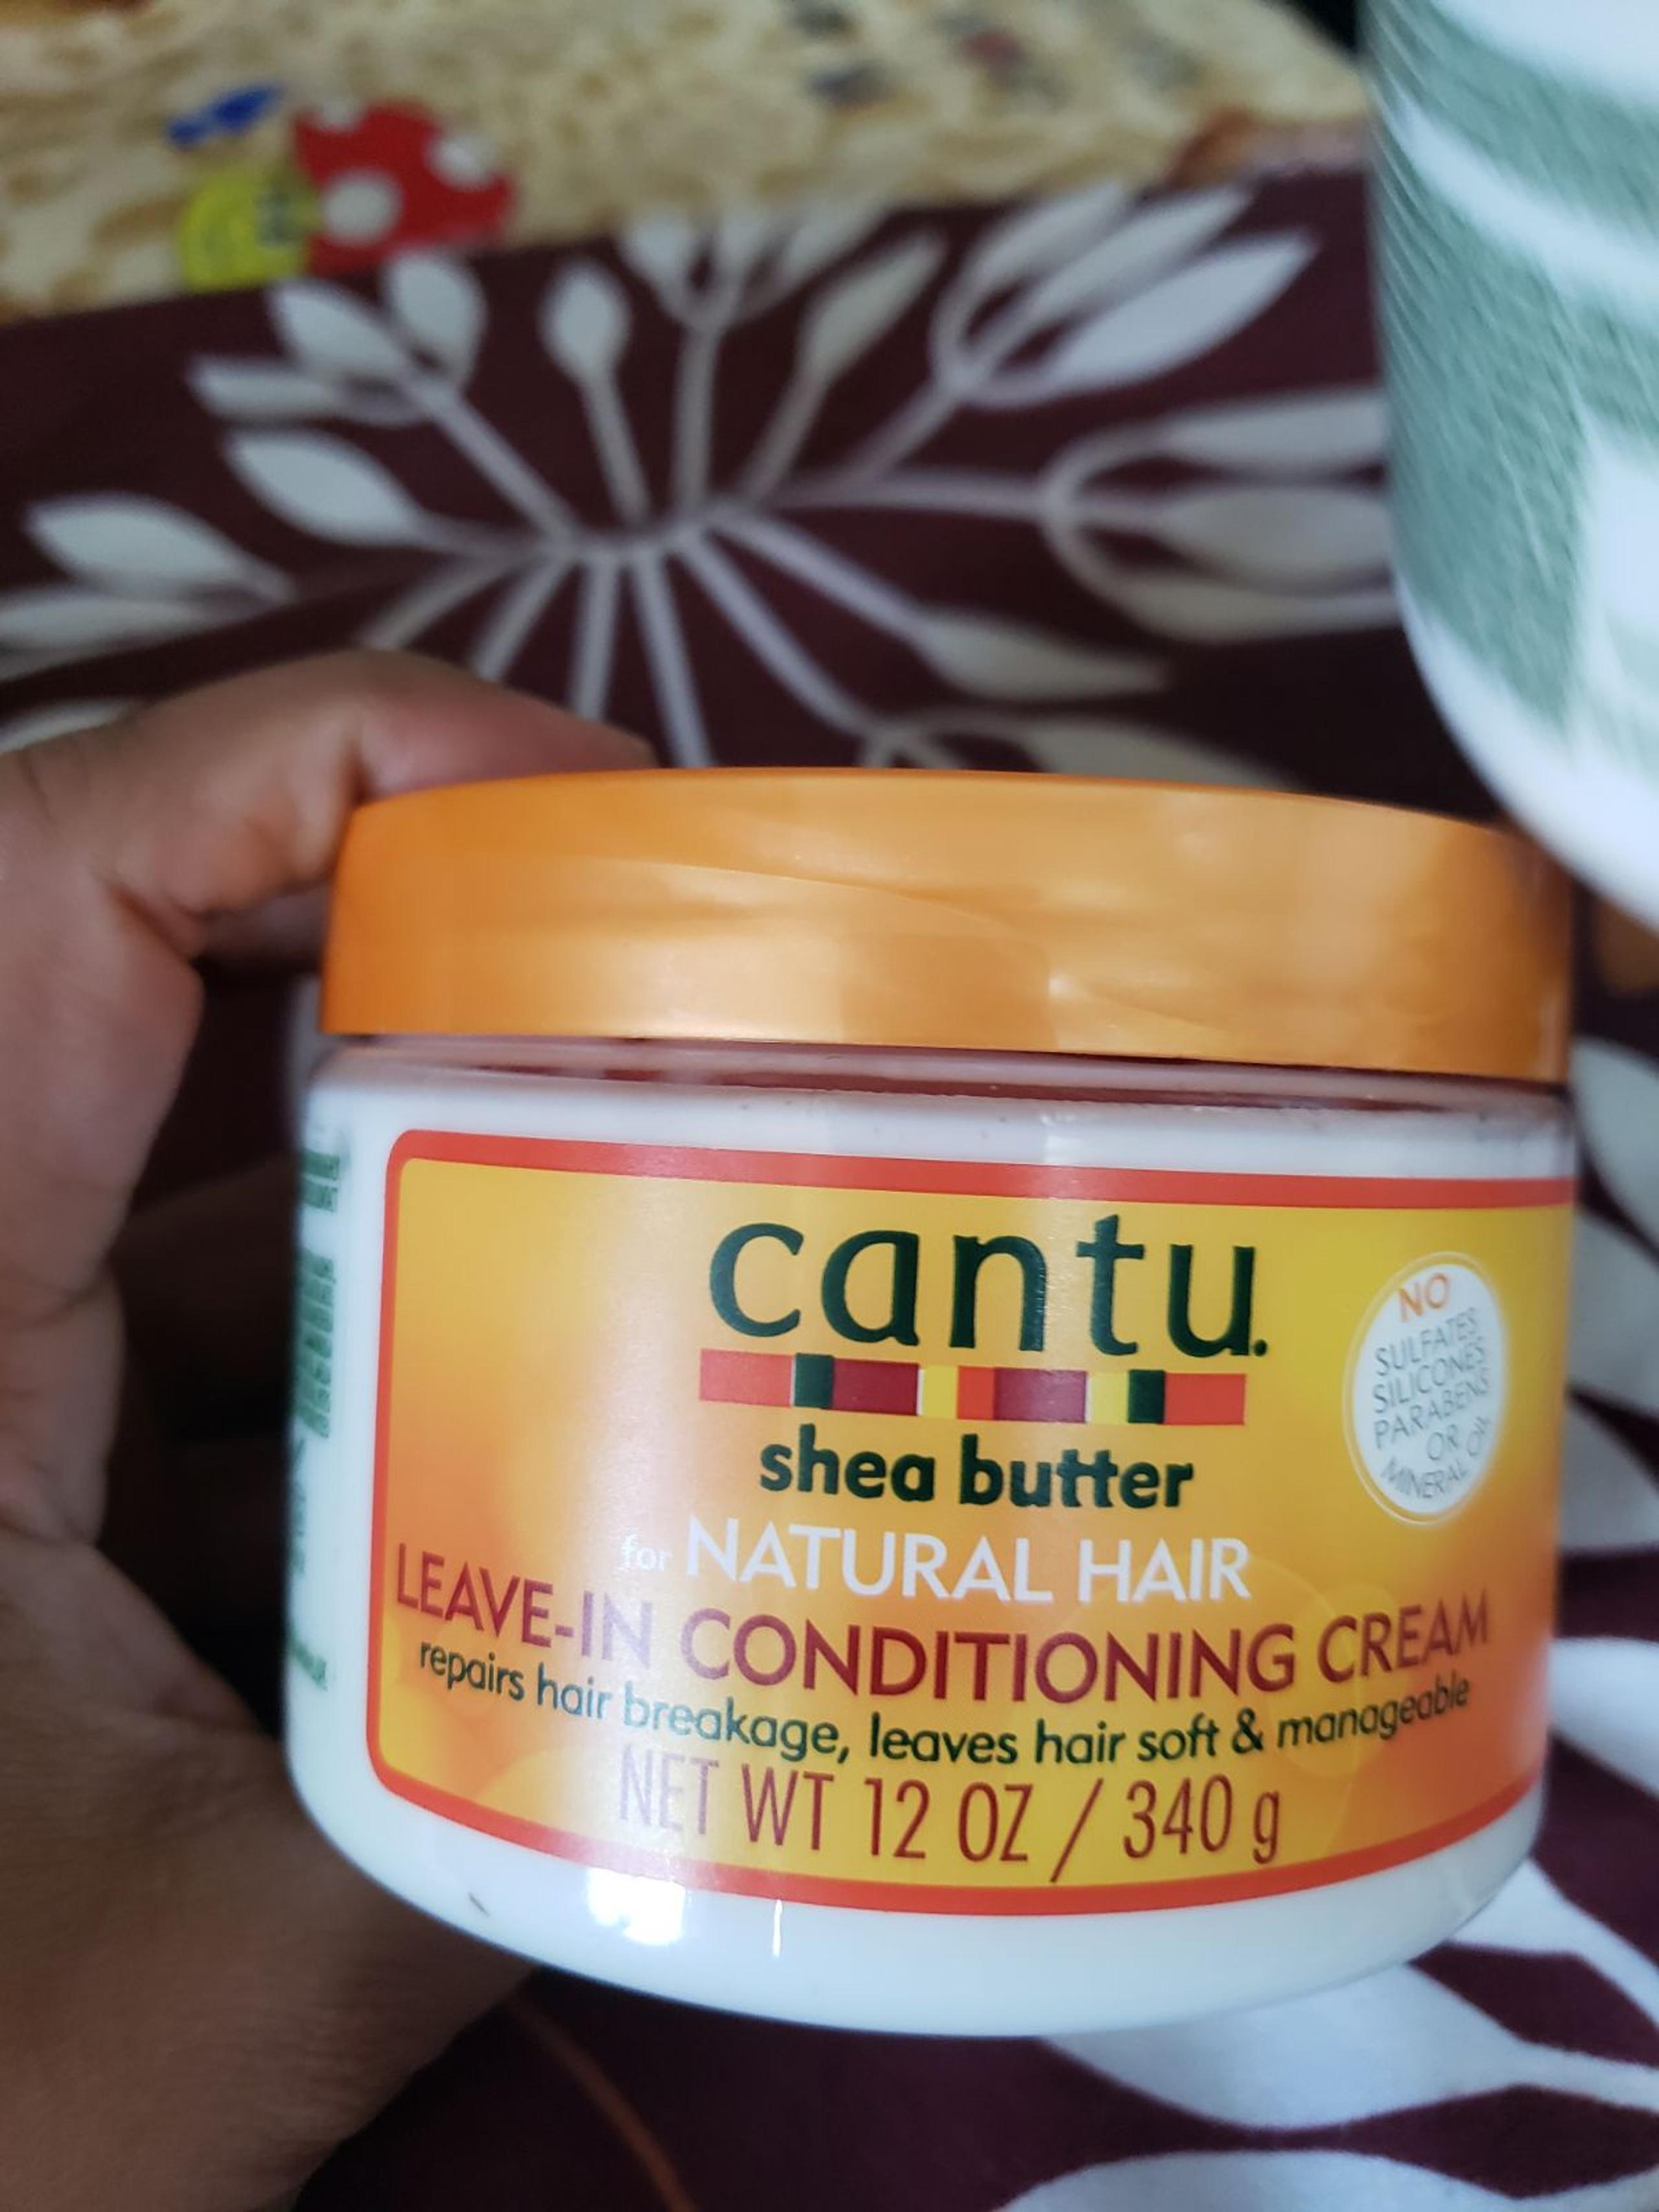 cantu.
shea butter
for NATURAL HAIR
LEAVE-IN CONDITIONING CREAM
repairs hair breakage, leaves hair soft & manageable
NET WT 12 OZ / 340 g
NO
SULFATES
SILICONES
PARABENS
OR
MINERAL OIL